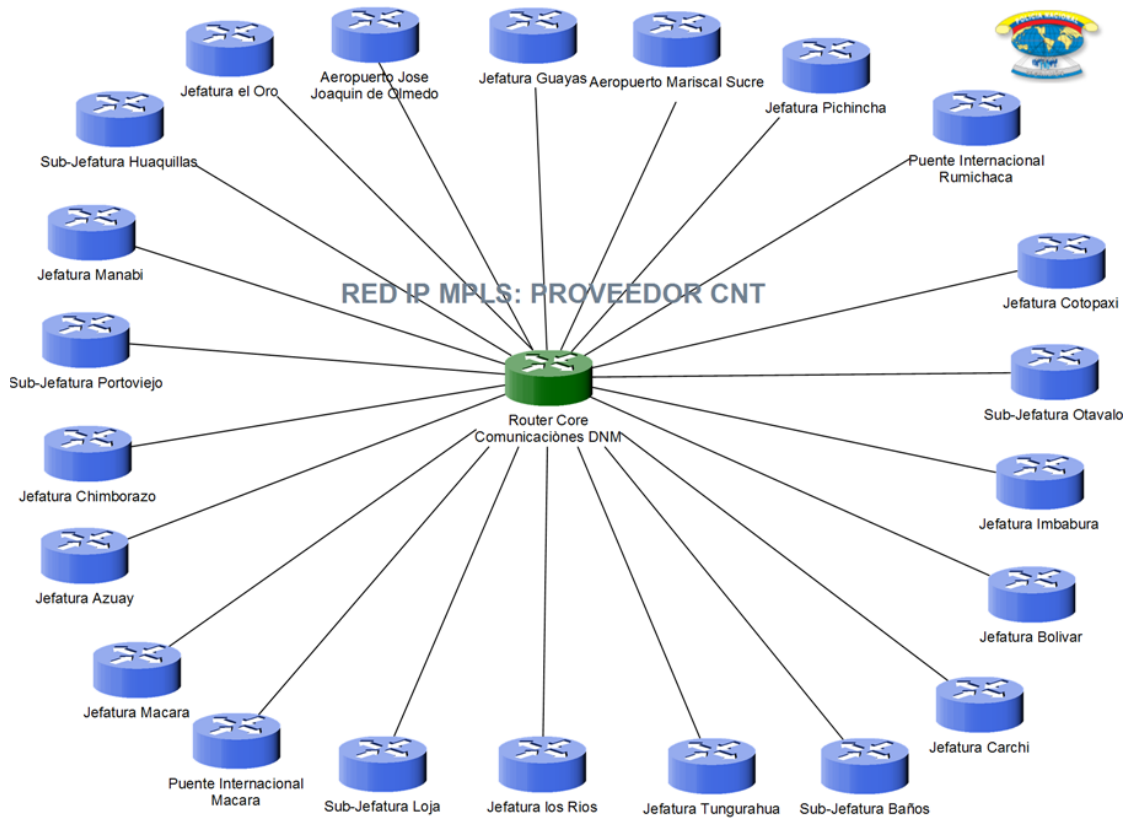 POLICIA NACIONAL
Jefatura el Oro
Aeropuerto Jose
Joaquin de Olmedo
Jefatura Guayas
Aeropuerto Mariscal Sucre
Jefatura Pichincha
Sub-Jefatura Huaquillas
Puente Internacional
Rumichaca
Jefatura Manabi
RED IP MPLS: PROVEEDOR CNT
Jefatura Cotopaxi
Sub-Jefatura Portoviejo
Sub-Jefatura Otavalo
Router Core
Comunicaciònes DNM
Jefatura Chimborazo
Jefatura Imbabura
Jefatura Azuay
Jefatura Bolivar
Jefatura Macara
Jefatura Carchi
Puente Internacional
Macara
Sub-Jefatura Loja
Jefatura los Rios
Jefatura Tungurahua
Sub-Jefatura Baños